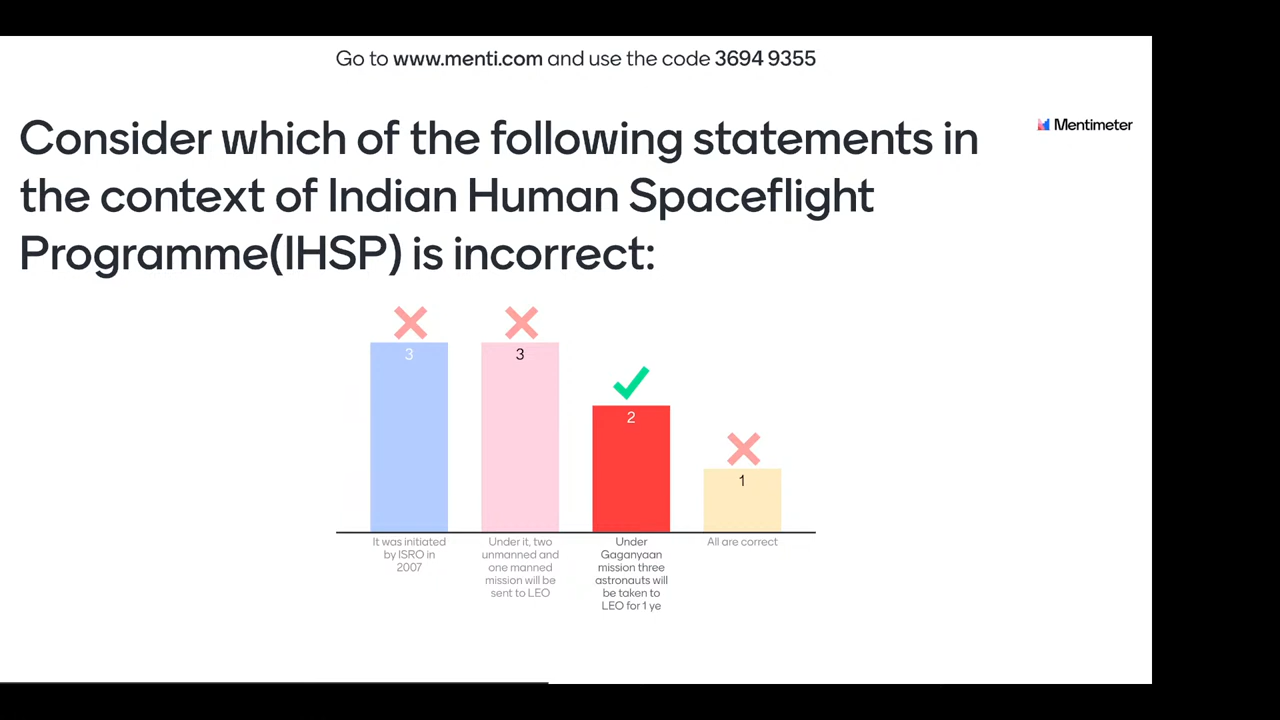 Go to www.menti.com and use the code 3694 9355
Mentimeter
Consider which of the following statements in
the context of Indian Human Spaceflight
Programme(IHSP) is incorrect:
3
3
2
1
It was initiated
by ISRO in
2007
Under it, two
unmanned and
one manned
mission will be
sent to LEO
Under
Gaganyaan
mission three
astronauts will
be taken to
LEO for 1 ye
All are correct